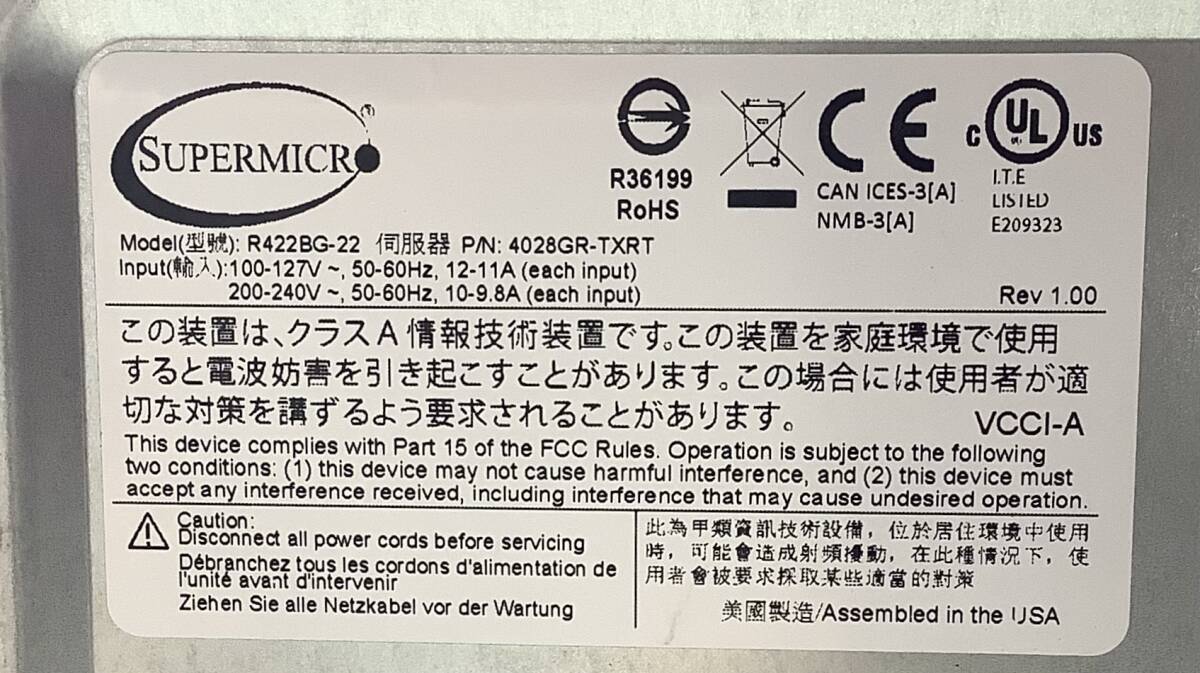 SUPERMICRO®
R36199
RoHS
CE
CAN ICES-3[A]
NMB-3[A]
C UL US
I.T.E
LISTED
E209323
Model(型號): R422BG-22 伺服器 P/N: 4028GR-TXRT
Input(輸入):100-127V ~, 50-60Hz, 12-11A (each input)
200-240V ~, 50-60Hz, 10-9.8A (each input)
Rev 1.00
この装置は、クラスA情報技術装置です。この装置を家庭環境で使用
すると電波妨害を引き起こすことがあります。この場合には使用者が適
切な対策を講ずるよう要求されることがあります。 VCCI-A
This device complies with Part 15 of the FCC Rules. Operation is subject to the following
two conditions: (1) this device may not cause harmful interference, and (2) this device must
accept any interference received, including interference that may cause undesired operation.
Caution:
Disconnect all power cords before servicing
Débranchez tous les cordons d'alimentation de
l'unité avant d'intervenir
Ziehen Sie alle Netzkabel vor der Wartung
此為甲類資訊技術設備，位於居住環境中使用
時，可能會造成射頻擾動，在此種情況下，使
用者會被要求採取某些適當的對策
美國製造/Assembled in the USA